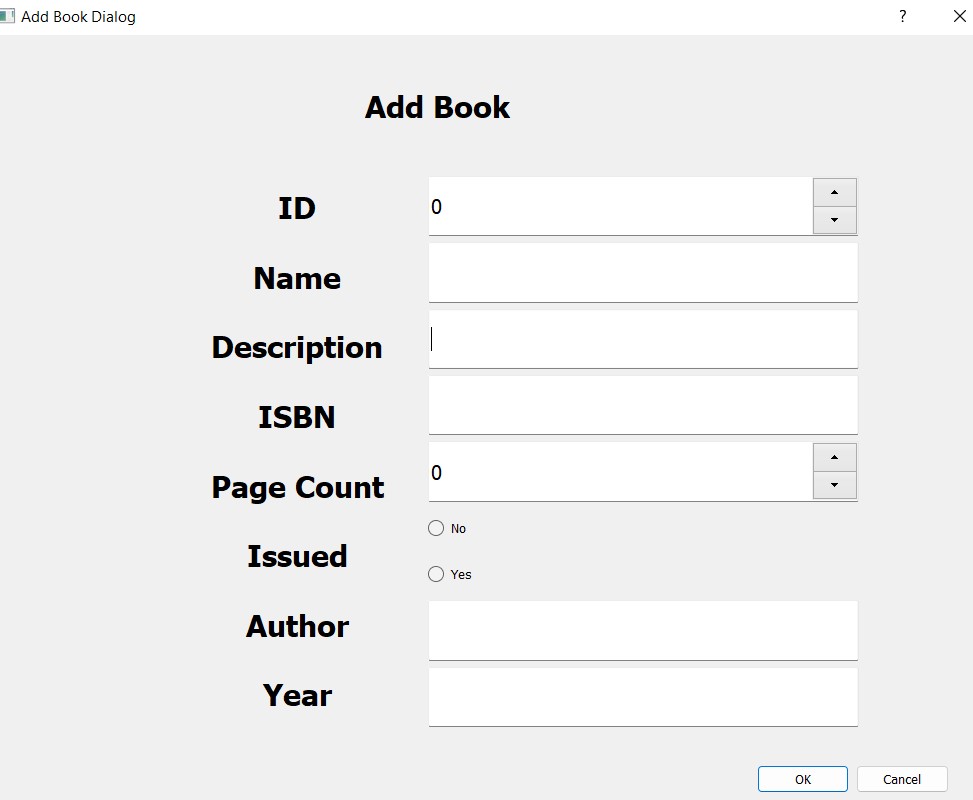 Add Book Dialog ?
Add Book
ID 0
Name
Description
ISBN
Page Count 0
No
Issued
Yes
Author
Year
OK Cancel